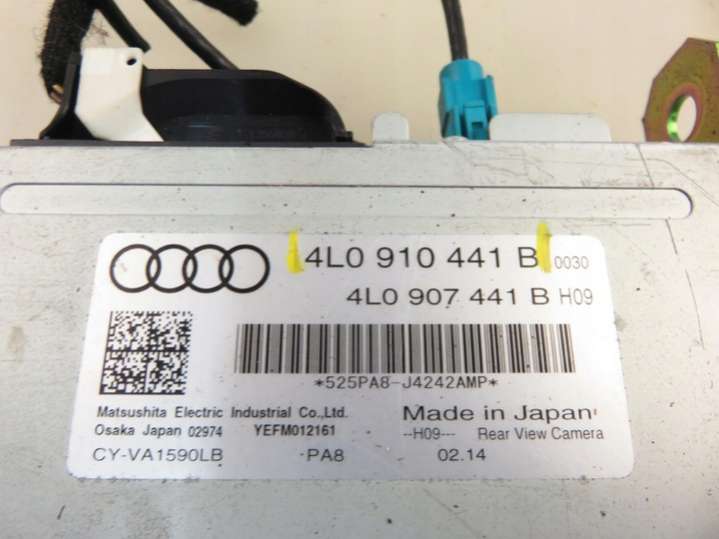 4L0 910 441 B 0030
4L0 907 441 B H09
*525PA8-J4242AMP*
Matsushita Electric Industrial Co.,Ltd.
Osaka Japan 02974 YEFM012161
Made in Japan
--H09--- Rear View Camera
CY-VA1590LB PA8 02.14